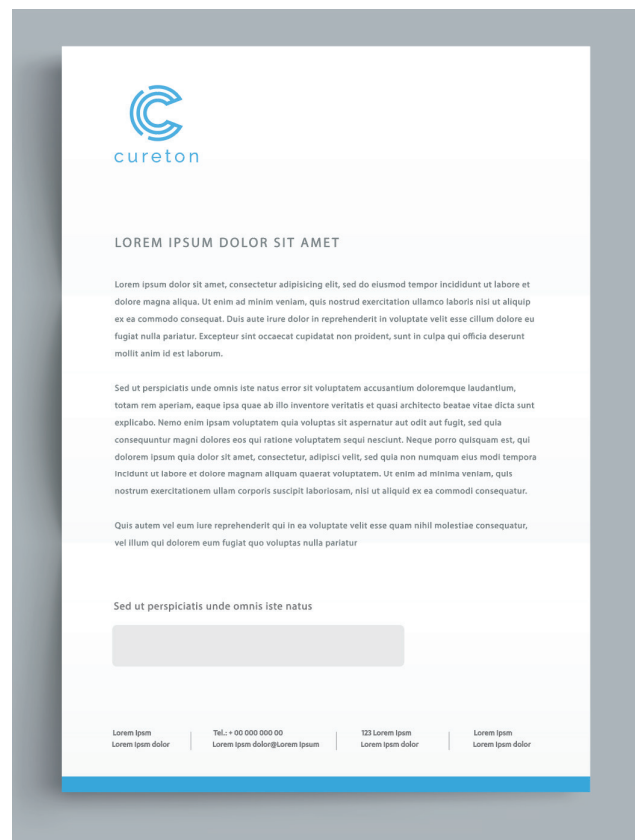 cureton
LOREM IPSUM DOLOR SIT AMET
Lorem ipsum dolor sit amet, consectetur adipisicing elit, sed do eiusmod tempor incididunt ut labore et
dolore magna aliqua. Ut enim ad minim veniam, quis nostrud exercitation ullamco laboris nisi ut aliquip
ex ea commodo consequat. Duis aute irure dolor in reprehenderit in voluptate velit esse cillum dolore eu
fugiat nulla pariatur. Excepteur sint occaecat cupidatat non proident, sunt in culpa qui officia deserunt
mollit anim id est laborum.
Sed ut perspiciatis unde omnis iste natus error sit voluptatem accusantium doloremque laudantium,
totam rem aperiam, eaque ipsa quae ab illo inventore veritatis et quasi architecto beatae vitae dicta sunt
explicabo. Nemo enim ipsam voluptatem quia voluptas sit aspernatur aut odit aut fugit, sed quia
consequuntur magni dolores eos qui ratione voluptatem sequi nesciunt. Neque porro quisquam est, qui
dolorem ipsum quia dolor sit amet, consectetur, adipisci velit, sed quia non numquam eius modi tempora
incidunt ut labore et dolore magnam aliquam quaerat voluptatem. Ut enim ad minima veniam, quis
nostrum exercitationem ullam corporis suscipit laboriosam, nisi ut aliquid ex ea commodi consequatur.
Quis autem vel eum iure reprehenderit qui in ea voluptate velit esse quam nihil molestiae consequatur,
vel illum qui dolorem eum fugiat quo voluptas nulla pariatur
Sed ut perspiciatis unde omnis iste natus
Lorem Ipsm
Lorem Ipsm dolor
Tel.: + 00 000 000 00
Lorem Ipsm dolor@Lorem Ipsum
123 Lorem Ipsm
Lorem Ipsm dolor
Lorem Ipsm
Lorem Ipsm dolor